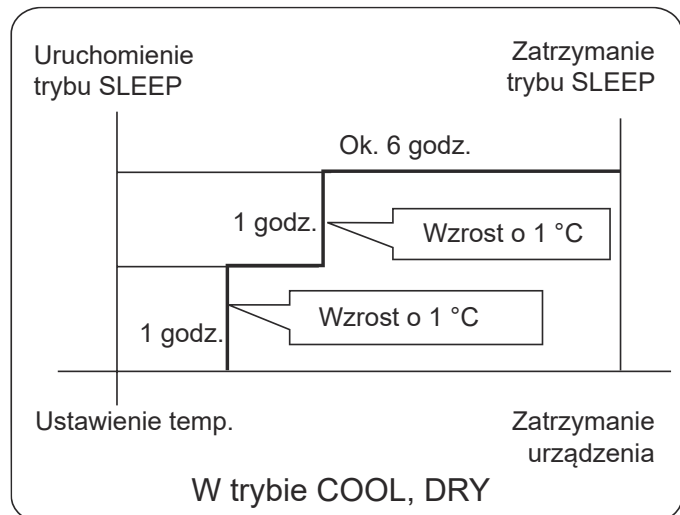 Uruchomienie
trybu SLEEP
Zatrzymanie
trybu SLEEP
Ok. 6 godz.
1 godz.
Wzrost o 1 °C
1 godz.
Wzrost o 1 °C
Ustawienie temp.
Zatrzymanie
urządzenia
W trybie COOL, DRY